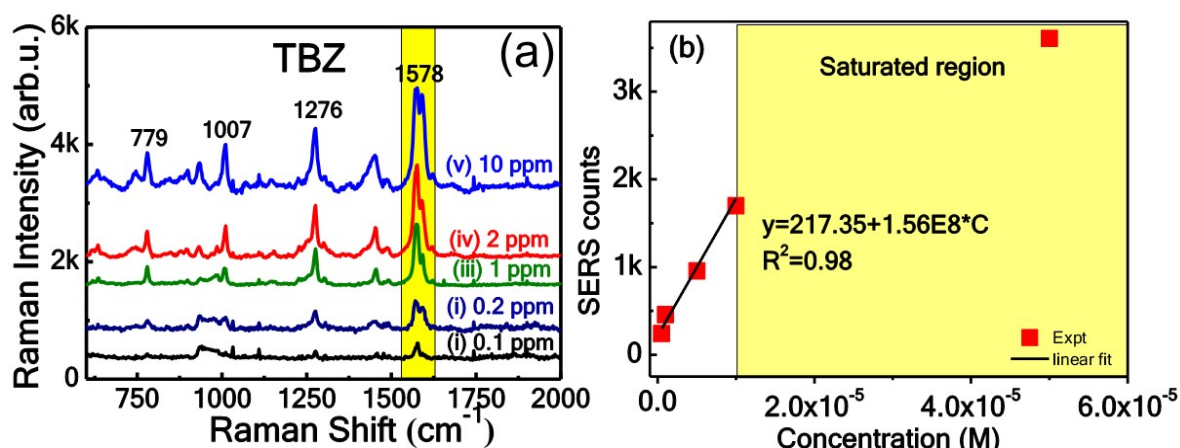 (a)
TBZ
6k
4k
2k
0
Raman Intensity (arb.u.)
779
1007
1276
1578
(v) 10 ppm
(iv) 2 ppm
(iii) 1 ppm
(i) 0.2 ppm
(i) 0.1 ppm
750 1000 1250 1500 1750 2000
Raman Shift (cm⁻¹)
(b)
Saturated region
3k
2k
1k
0
SERS counts
y=217.35+1.56E8*C
R²=0.98
Expt
linear fit
0.0 2.0x10⁻⁵ 4.0x10⁻⁵ 6.0x10⁻⁵
Concentration (M)